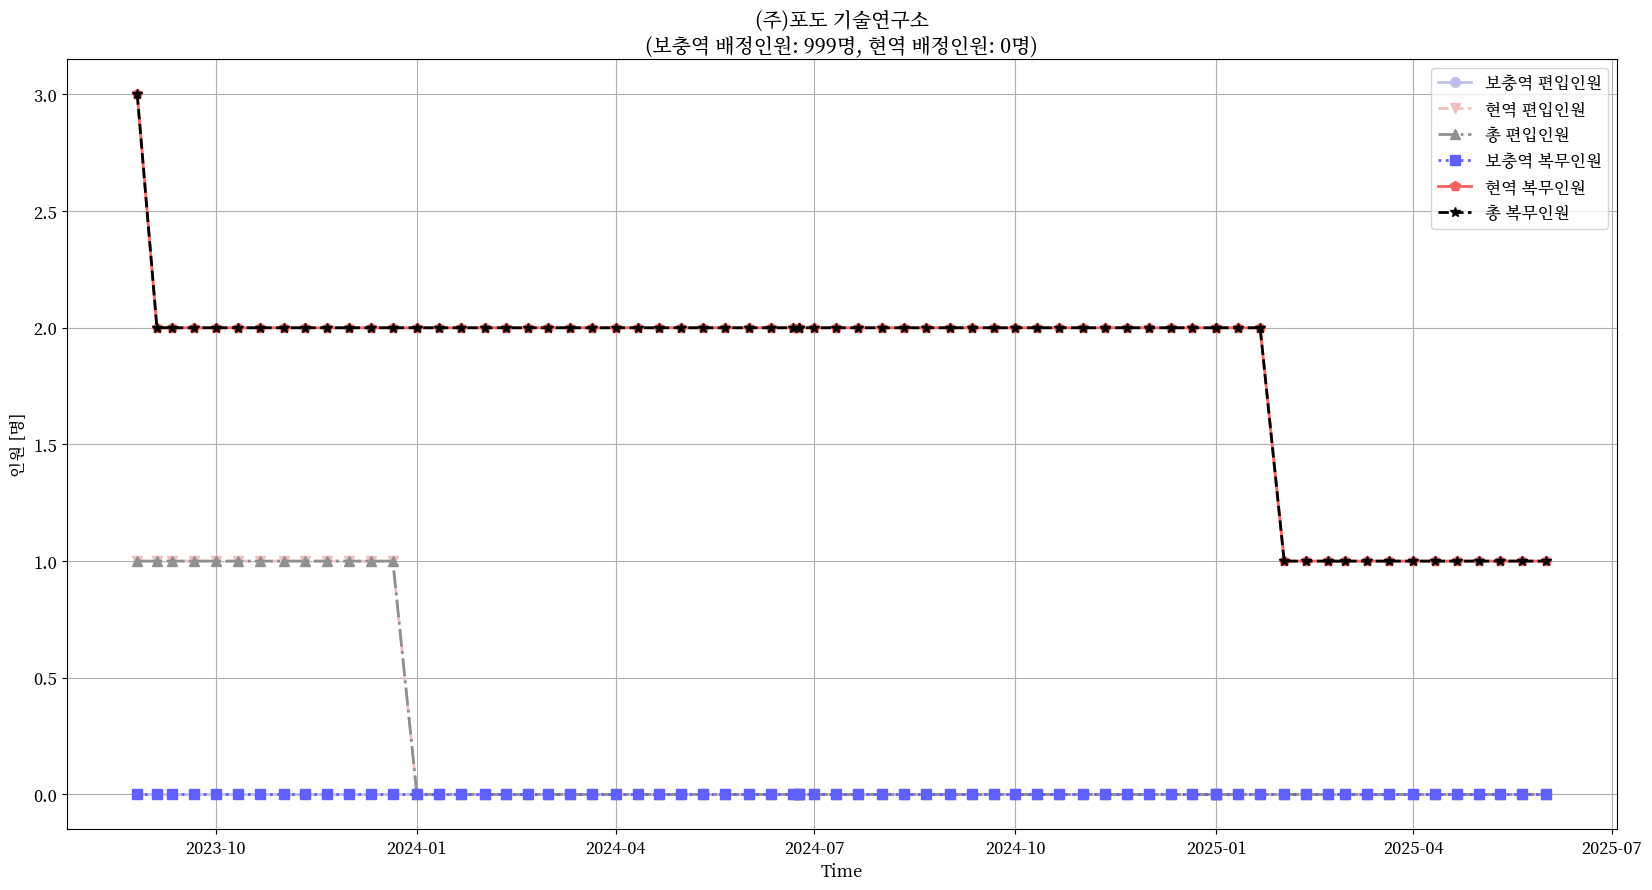 (주)포도 기술연구소
(보충역 배정인원: 999명, 현역 배정인원: 0명)
보충역 편입인원
현역 편입인원
총 편입인원
보충역 복무인원
현역 복무인원
총 복무인원
인원 [명]
3.0
2.5
2.0
1.5
1.0
0.5
0.0
2023-10 2024-01 2024-04 2024-07 2024-10 2025-01 2025-04 2025-07
Time